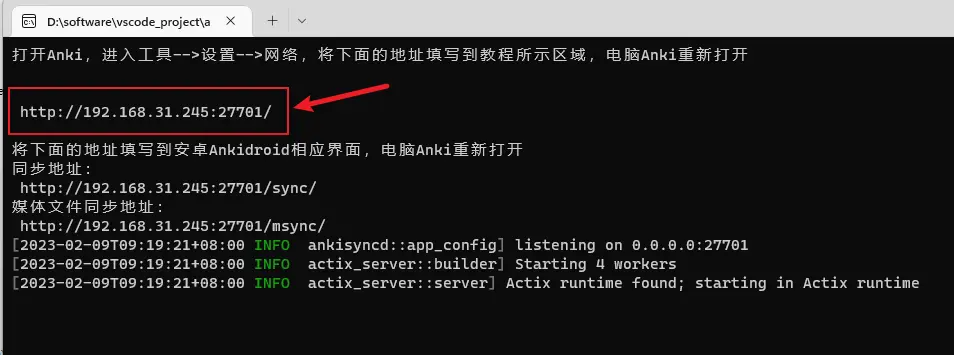 D:\software\vscode_project\a
打开Anki，进入工具-->设置-->网络，将下面的地址填写到教程所示区域，电脑Anki重新打开
http://192.168.31.245:27701/
将下面的地址填写到安卓Ankidroid相应界面，电脑Anki重新打开
同步地址：
http://192.168.31.245:27701/sync/
媒体文件同步地址：
http://192.168.31.245:27701/msync/
[2023-02-09T09:19:21+08:00 INFO  ankisyncd::app_config] listening on 0.0.0.0:27701
[2023-02-09T09:19:21+08:00 INFO  actix_server::builder] Starting 4 workers
[2023-02-09T09:19:21+08:00 INFO  actix_server::server] Actix runtime found; starting in Actix runtime